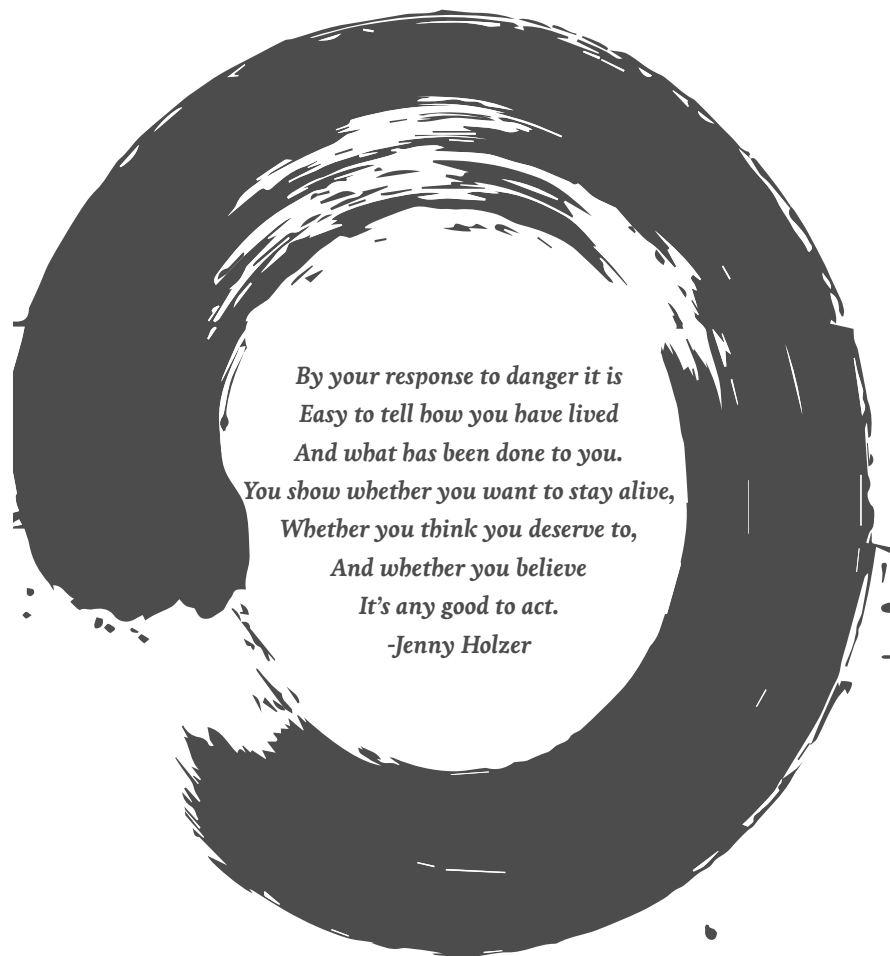 By your response to danger it is
Easy to tell how you have lived
And what has been done to you.
You show whether you want to stay alive,
Whether you think you deserve to,
And whether you believe
It’s any good to act.
-Jenny Holzer